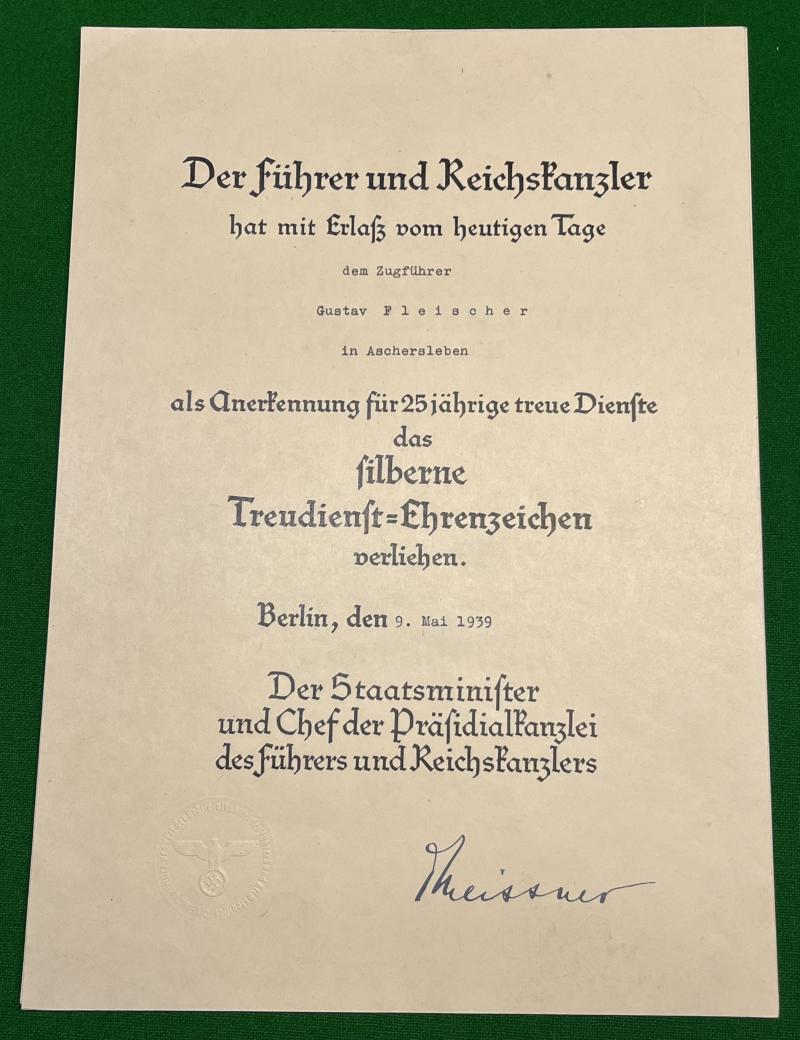 Der Führer und Reichskanzler
hat mit Erlaß vom heutigen Tage
dem Zugführer
Gustav F l e i s c h e r
in Aschersleben
als Anerkennung für 25 jährige treue Dienſte
das
ſilberne
Treudienſt=Ehrenzeichen
verliehen.
Berlin, den 9. Mai 1939
Der Staatsminiſter
und Chef der Präſidialkanzlei
des Führers und Reichskanzlers
Meissner